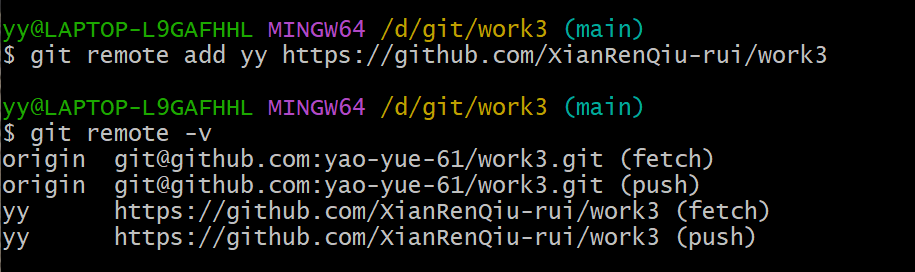 yy@LAPTOP-L9GAFHHL MINGW64 /d/git/work3 (main)
$ git remote add yy https://github.com/XianRenQiu-rui/work3
yy@LAPTOP-L9GAFHHL MINGW64 /d/git/work3 (main)
$ git remote -v
origin  git@github.com:yao-yue-61/work3.git (fetch)
origin  git@github.com:yao-yue-61/work3.git (push)
yy      https://github.com/XianRenQiu-rui/work3 (fetch)
yy      https://github.com/XianRenQiu-rui/work3 (push)